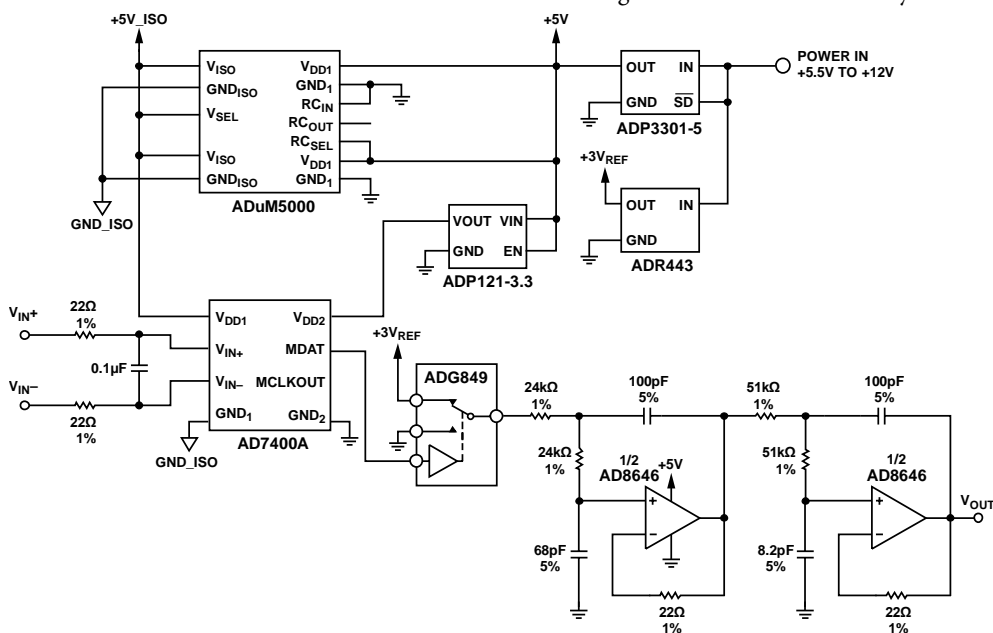 +5V_ISO
VISO
GNDISO
VSEL
VISO
GNDISO
VDD1
GND1
RCIN
RCOUT
RCSEL
VDD1
GND1
ADuM5000
GND_ISO
+5V
OUT IN
GND SD
ADP3301-5
POWER IN
+5.5V TO +12V
+3VREF
OUT IN
GND
ADR443
VOUT VIN
GND EN
ADP121-3.3
VIN+
22Ω
1%
0.1µF
VIN–
22Ω
1%
VDD1
VIN+
VIN–
GND1
VDD2
MDAT
MCLKOUT
GND2
AD7400A
GND_ISO
+3VREF
ADG849
24kΩ
1%
100pF
5%
24kΩ
1%
1/2
AD8646
+5V
+
–
68pF
5%
22Ω
1%
51kΩ
1%
100pF
5%
51kΩ
1%
1/2
AD8646
+
–
8.2pF
5%
22Ω
1%
VOUT